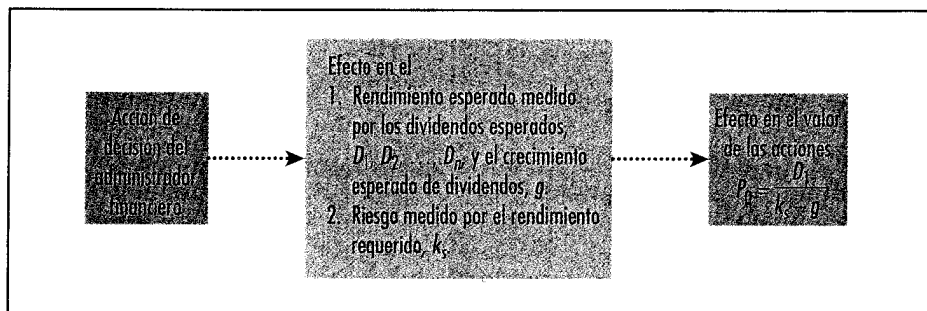 Acción de
decisión del
administrador
financiero
Efecto en el
1. Rendimiento esperado medido
por los dividendos esperados,
D₁, D₂, ..., Dₙ, y el crecimiento
esperado de dividendos, g.
2. Riesgo medido por el rendimiento
requerido, kₛ.
Efecto en el valor
de las acciones
P₀ = D₁ / (kₛ – g)